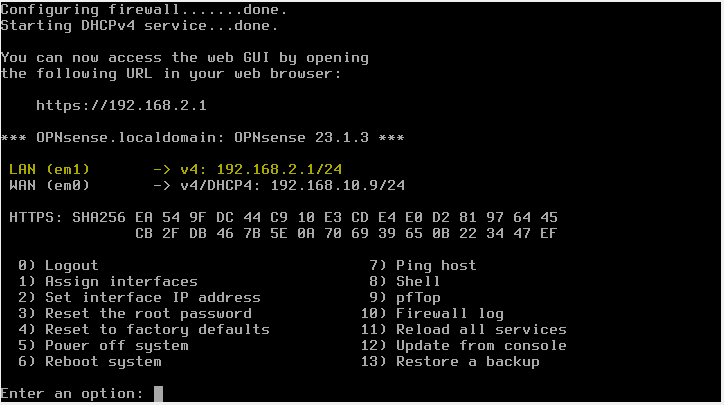 Configuring firewall.......done.
Starting DHCPv4 service...done.
You can now access the web GUI by opening
the following URL in your web browser:
https://192.168.2.1
*** OPNsense.localdomain: OPNsense 23.1.3 ***
LAN (em1) -> v4: 192.168.2.1/24
WAN (em0) -> v4/DHCP4: 192.168.10.9/24
HTTPS: SHA256 EA 54 9F DC 44 C9 10 E3 CD E4 E0 D2 81 97 64 45
CB 2F DB 46 7B 5E 0A 70 69 39 65 0B 22 34 47 EF
0) Logout 7) Ping host
1) Assign interfaces 8) Shell
2) Set interface IP address 9) pfTop
3) Reset the root password 10) Firewall log
4) Reset to factory defaults 11) Reload all services
5) Power off system 12) Update from console
6) Reboot system 13) Restore a backup
Enter an option: